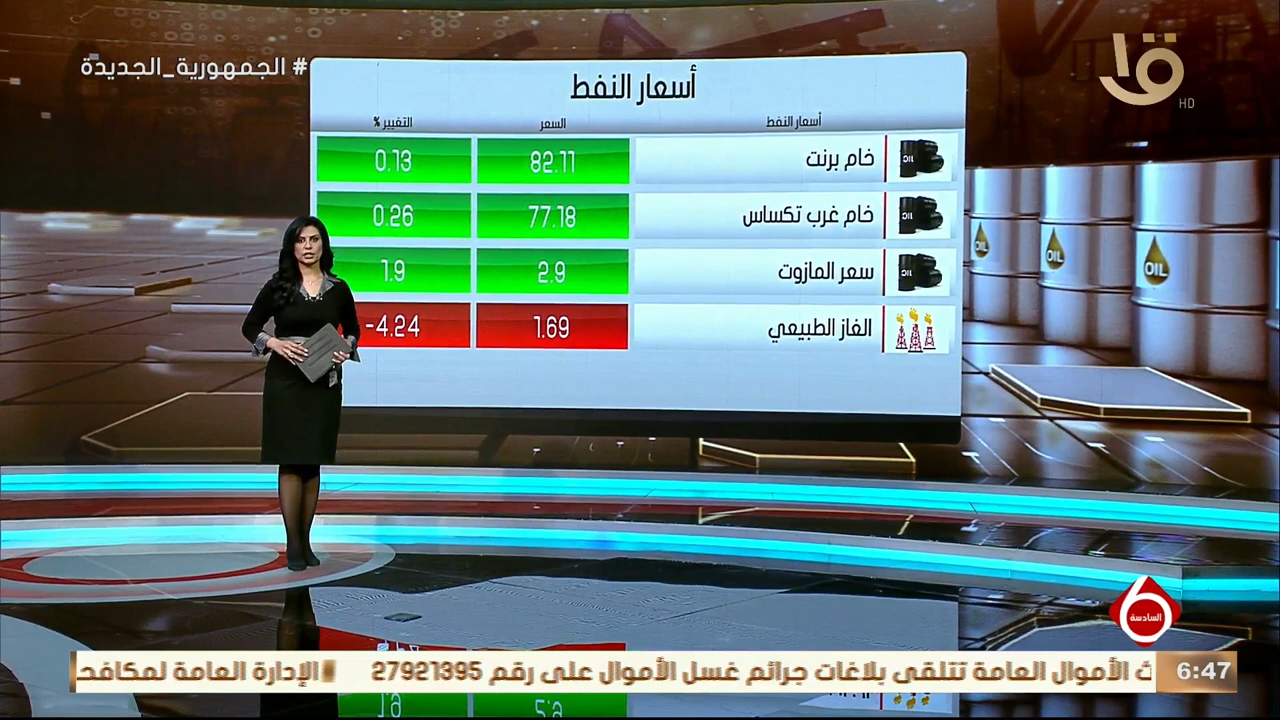 #الجمهورية_الجديدة
HD
أسعار النفط
أسعار النفط السعر التغيير %
خام برنت 82.11 0.13
خام غرب تكساس 77.18 0.26
سعر المازوت 2.9 1.9
الغاز الطبيعي 1.69 -4.24
OIL
OIL
OIL
السادسة
ث الأموال العامة تتلقى بلاغات جرائم غسل الأموال على رقم 27921395 الإدارة العامة لمكافحـ
6:47